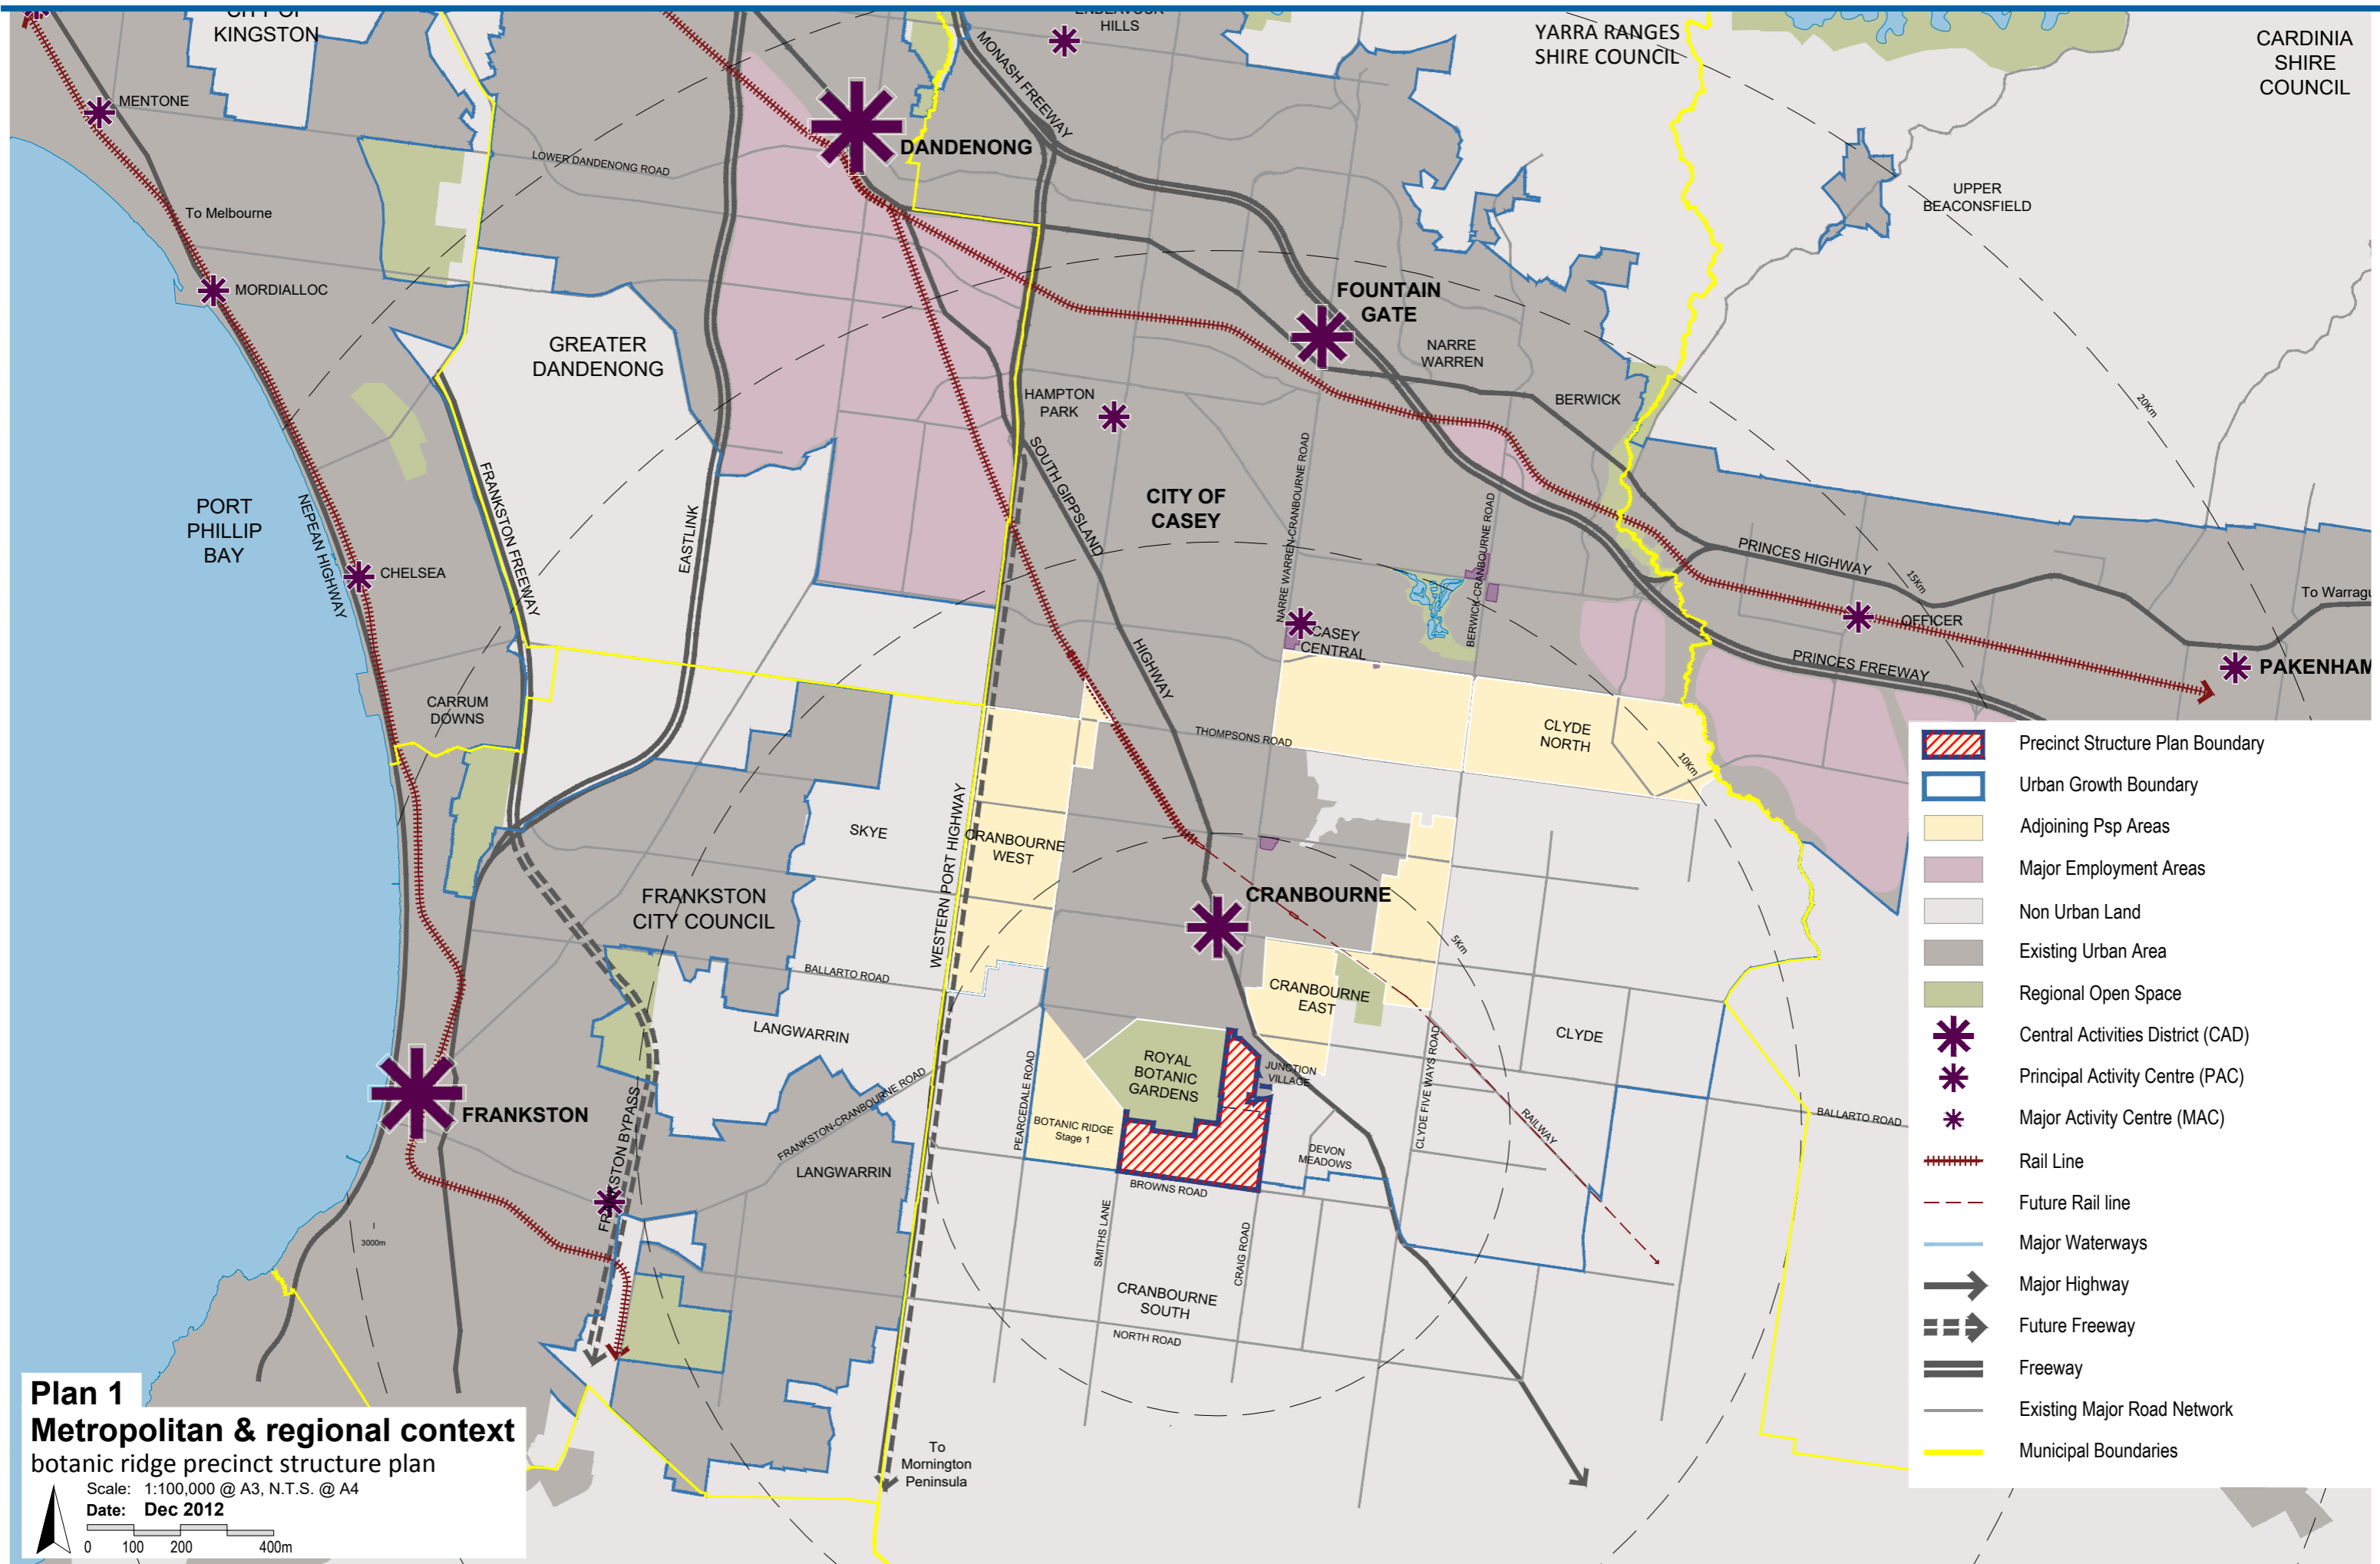 CITY OF
KINGSTON
ENDEAVOUR
HILLS
YARRA RANGES
SHIRE COUNCIL
CARDINIA
SHIRE
COUNCIL
MENTONE
MONASH FREEWAY
DANDENONG
LOWER DANDENONG ROAD
To Melbourne
UPPER
BEACONSFIELD
MORDIALLOC
FOUNTAIN
GATE
GREATER
DANDENONG
NARRE
WARREN
HAMPTON
PARK
BERWICK
20Km
PORT
PHILLIP
BAY
NEPEAN HIGHWAY
FRANKSTON FREEWAY
EASTLINK
SOUTH GIPPSLAND
HIGHWAY
CITY OF
CASEY
NARRE WARREN-CRANBOURNE ROAD
BERWICK-CRANBOURNE ROAD
PRINCES HIGHWAY
15Km
To Warragu
CHELSEA
OFFICER
CASEY
CENTRAL
PRINCES FREEWAY
PAKENHAM
CARRUM
DOWNS
THOMPSONS ROAD
CLYDE
NORTH
10Km
SKYE
WESTERN PORT HIGHWAY
CRANBOURNE
WEST
FRANKSTON
CITY COUNCIL
CRANBOURNE
5Km
BALLARTO ROAD
CRANBOURNE
EAST
LANGWARRIN
CLYDE
ROYAL
BOTANIC
GARDENS
JUNCTION
VILLAGE
PEARCEDALE ROAD
CLYDE FIVE WAYS ROAD
RAILWAY
BALLARTO ROAD
FRANKSTON
FRANKSTON BYPASS
FRANKSTON-CRANBOURNE ROAD
BOTANIC RIDGE
Stage 1
DEVON
MEADOWS
LANGWARRIN
BROWNS ROAD
SMITHS LANE
CRAIG ROAD
3000m
CRANBOURNE
SOUTH
NORTH ROAD
To
Mornington
Peninsula
Precinct Structure Plan Boundary
Urban Growth Boundary
Adjoining Psp Areas
Major Employment Areas
Non Urban Land
Existing Urban Area
Regional Open Space
Central Activities District (CAD)
Principal Activity Centre (PAC)
Major Activity Centre (MAC)
Rail Line
Future Rail line
Major Waterways
Major Highway
Future Freeway
Freeway
Existing Major Road Network
Municipal Boundaries
Plan 1
Metropolitan & regional context
botanic ridge precinct structure plan
Scale: 1:100,000 @ A3, N.T.S. @ A4
Date: Dec 2012
0 100 200 400m